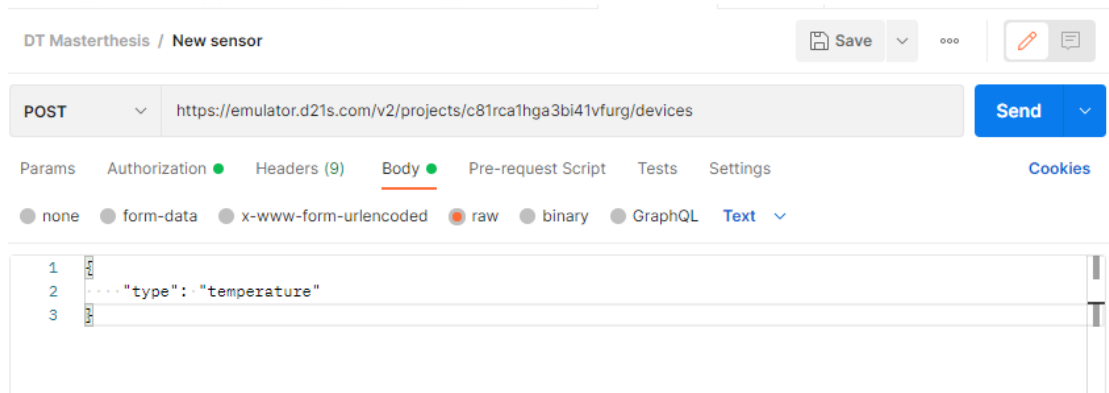 DT Masterthesis / New sensor Save ooo
POST https://emulator.d21s.com/v2/projects/c81rca1hga3bi41vfurg/devices Send
Params Authorization Headers (9) Body Pre-request Script Tests Settings Cookies
none form-data x-www-form-urlencoded raw binary GraphQL Text
1 {
2 ····"type":·"temperature"
3 }